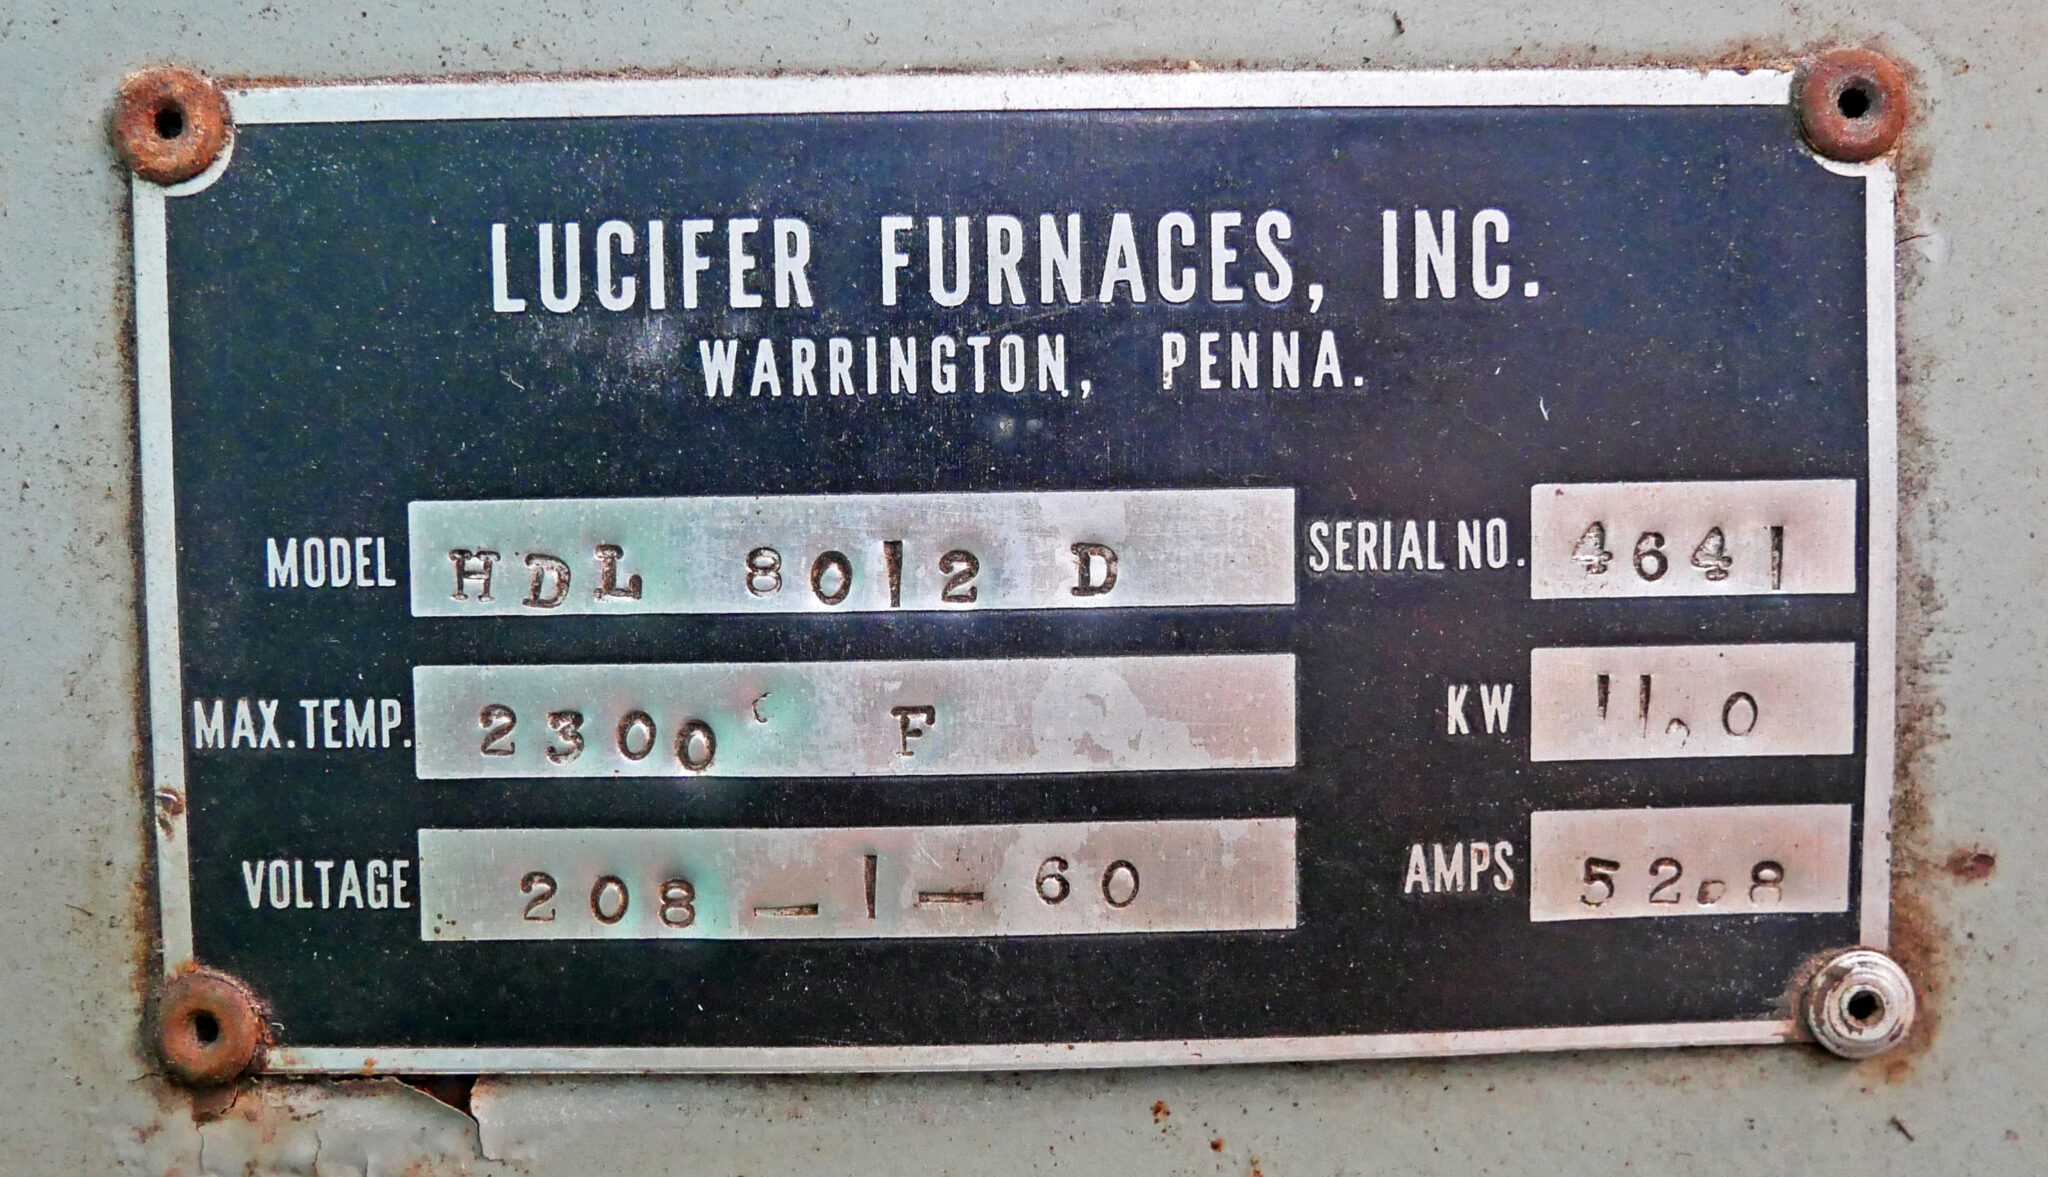 LUCIFER FURNACES, INC.
WARRINGTON, PENNA.
MODEL HDL 8012 D SERIAL NO. 4641
MAX. TEMP. 2300° F KW 11.0
VOLTAGE 208-1-60 AMPS 52.8